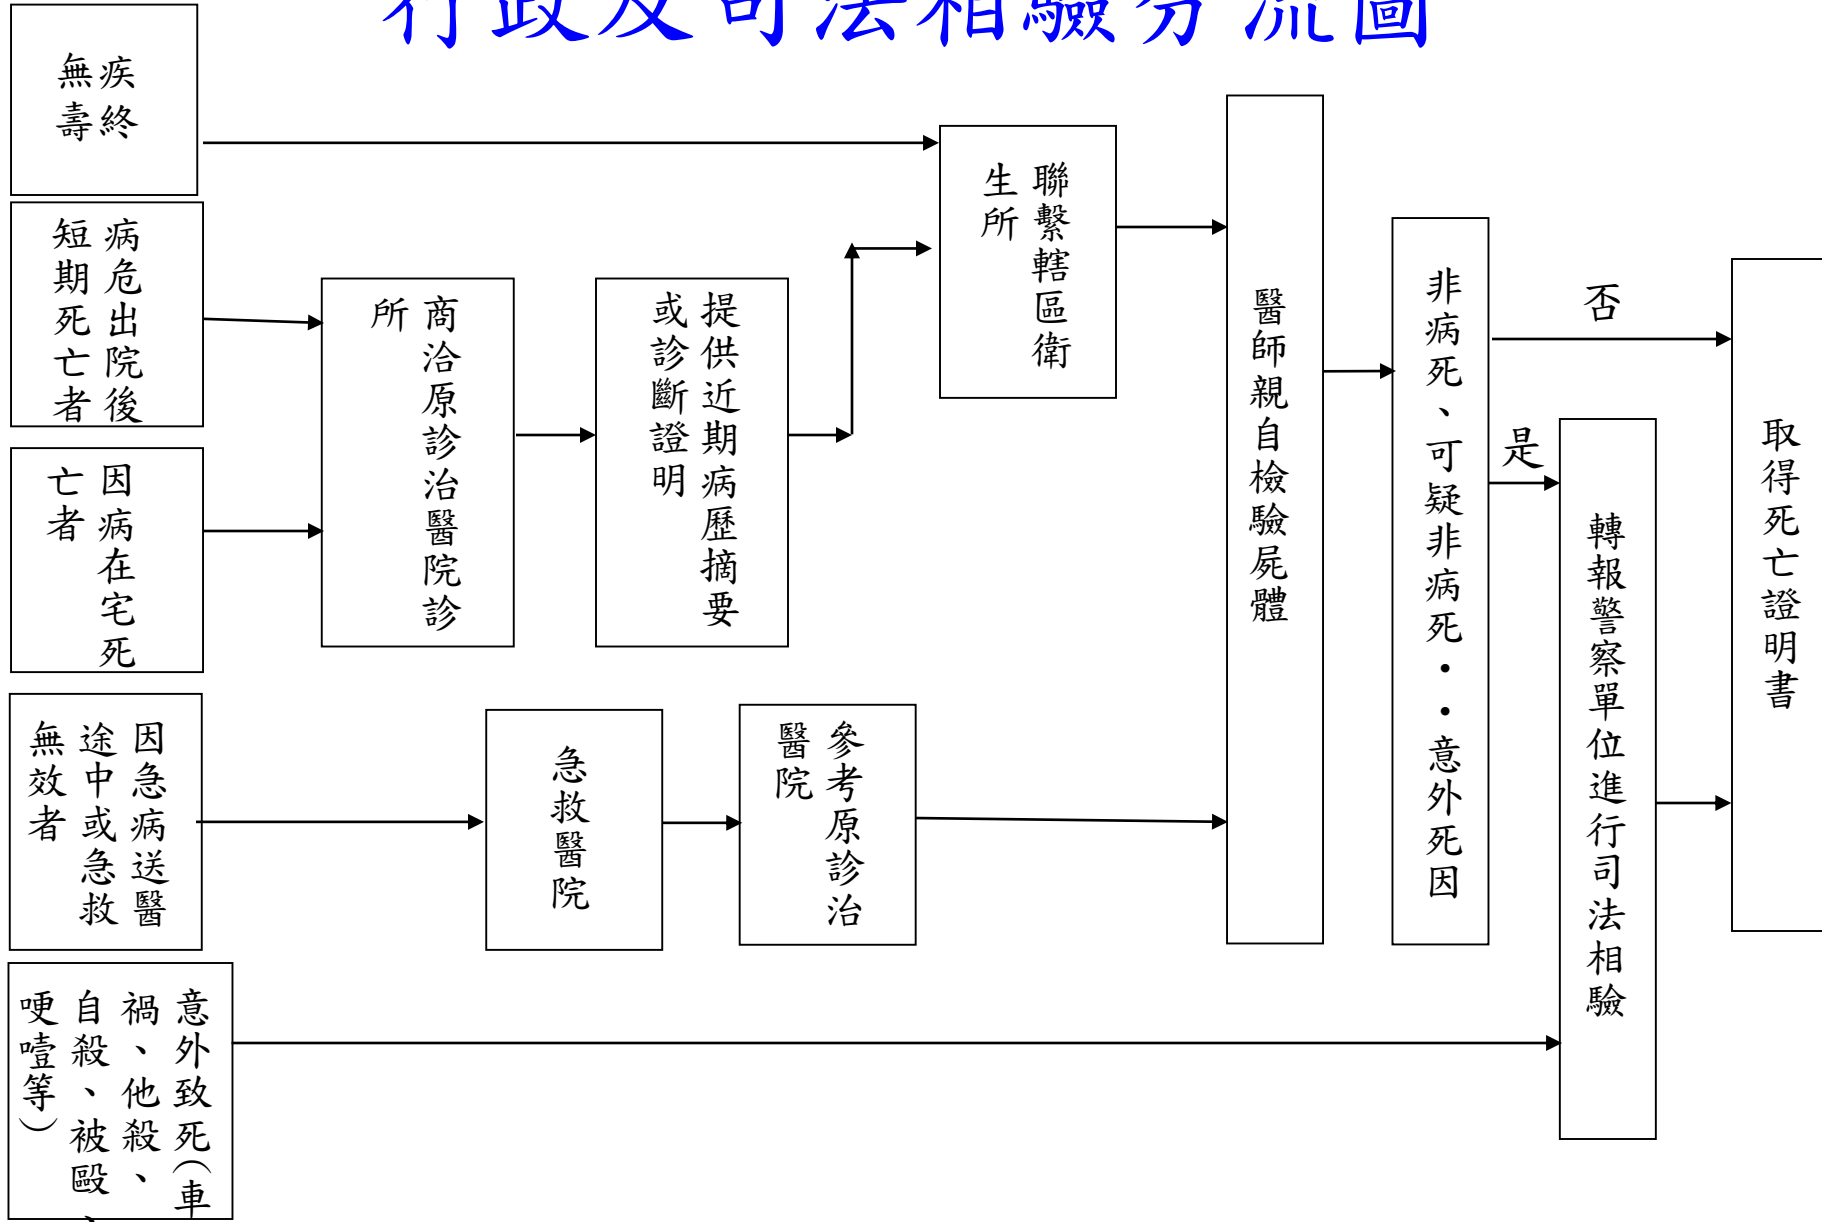 行政及司法相驗分流圖
無疾
壽終
病危出院後
短期死亡者
因病在宅死
亡者
因急病送醫
途中或急救
無效者
意外致死(車
禍、他殺、
自殺、被毆、
哽噎等)
商洽原診治醫院診
所
提供近期病歷摘要
或診斷證明
急救醫院
參考原診治
醫院
聯繫轄區衛
生所
醫師親自檢驗屍體
非病死、可疑非病死・・意外死因
否
是
轉報警察單位進行司法相驗
取得死亡證明書